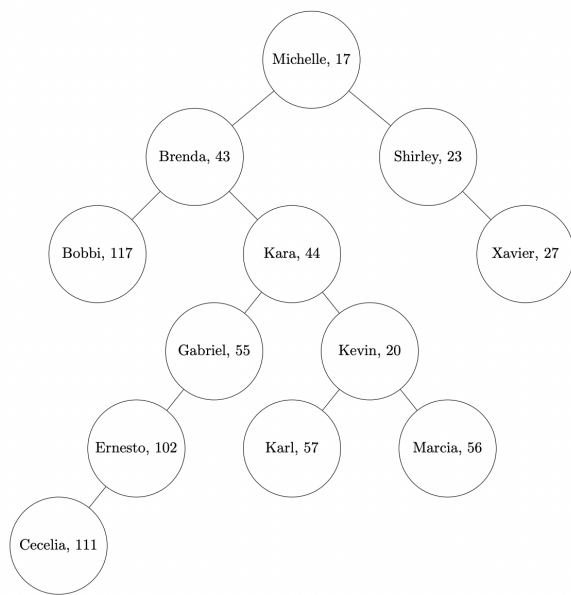 Michelle, 17
Brenda, 43
Shirley, 23
Bobbi, 117
Kara, 44
Xavier, 27
Gabriel, 55
Kevin, 20
Ernesto, 102
Karl, 57
Marcia, 56
Cecelia, 111